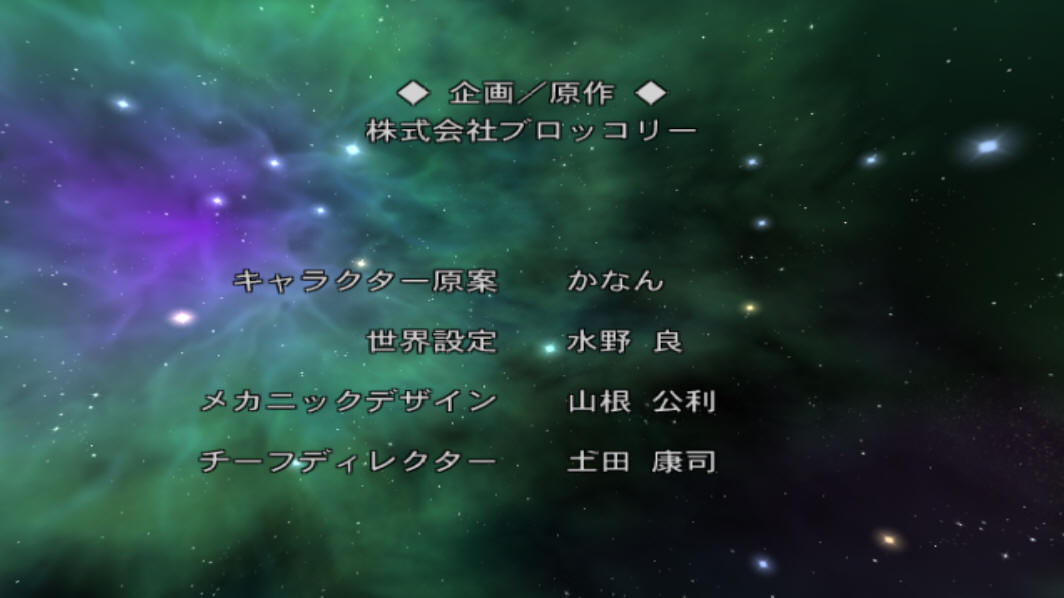 ◆ 企画／原作 ◆
株式会社ブロッコリー
キャラクター原案 かなん
世界設定 水野 良
メカニックデザイン 山根 公利
チーフディレクター 土田 康司